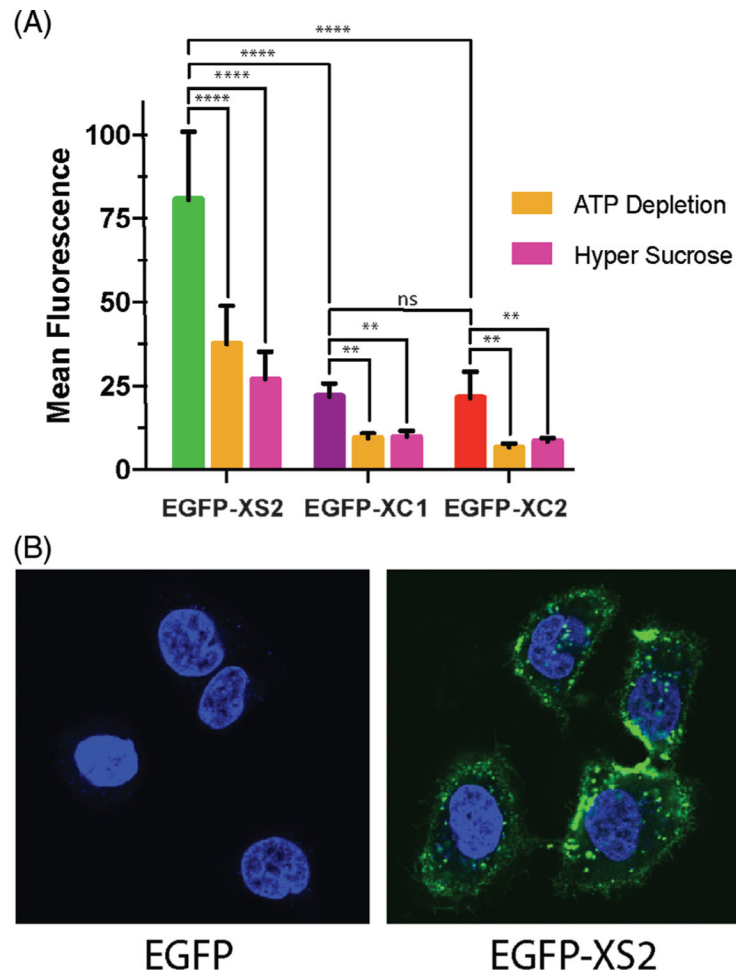 (A)
****
****
****
****
100
75
50
25
0
Mean Fluorescence
ATP Depletion
Hyper Sucrose
ns
**
**
**
**
EGFP-XS2 EGFP-XC1 EGFP-XC2
(B)
EGFP EGFP-XS2